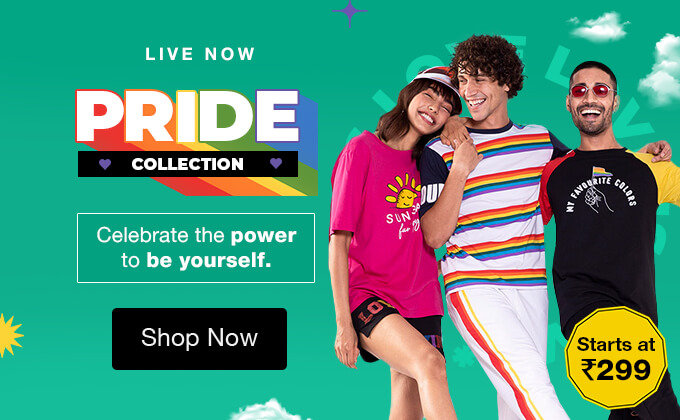 LIVE NOW
PRIDE
COLLECTION
Celebrate the power
to be yourself.
Shop Now
MY FAVOURITE COLORS
Starts at
₹299